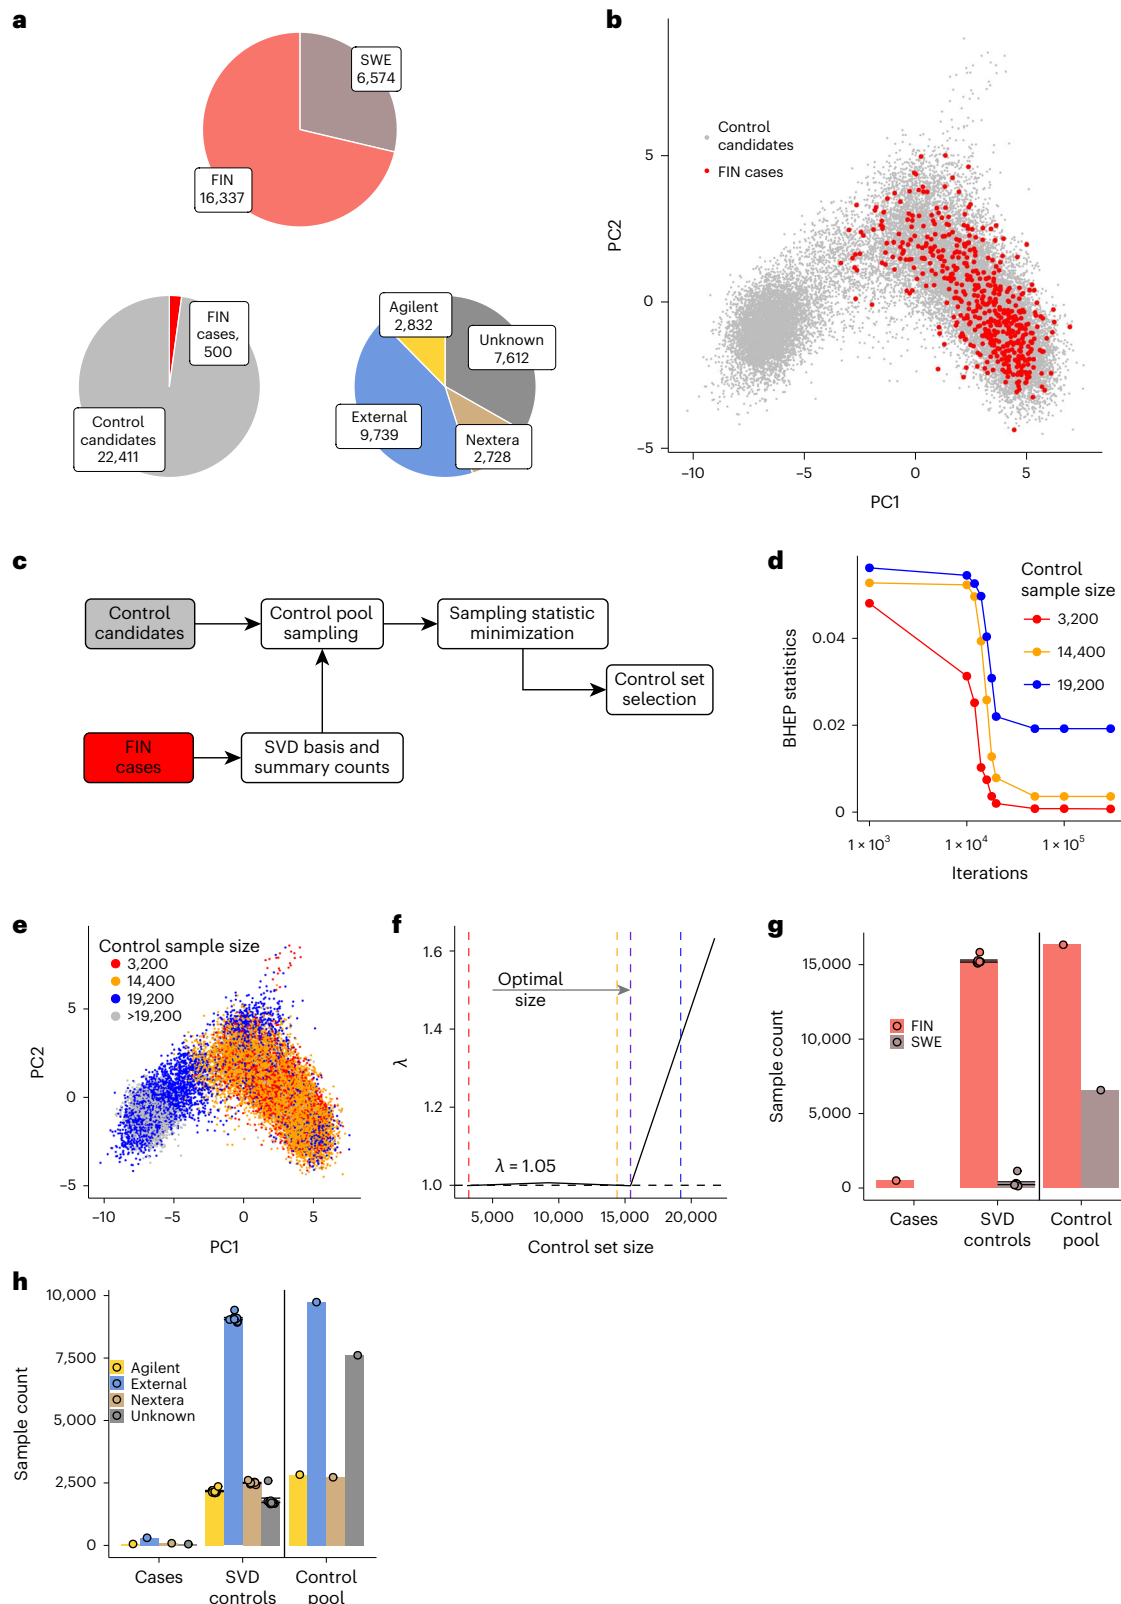 a
SWE
6,574
FIN
16,337
FIN
cases,
500
Control
candidates
22,411
Agilent
2,832
Unknown
7,612
External
9,739
Nextera
2,728
b
Control
candidates
FIN cases
PC2
5
0
−5
−10
−5
0
5
PC1
c
Control
candidates
Control pool
sampling
Sampling statistic
minimization
Control set
selection
FIN
cases
SVD basis and
summary counts
d
Control
sample size
3,200
14,400
19,200
BHEP statistics
0.04
0.02
0
1 × 10³
1 × 10⁴
1 × 10⁵
Iterations
e
Control sample size
3,200
14,400
19,200
>19,200
PC2
5
0
−5
−10
−5
0
5
PC1
f
1.6
1.4
1.2
1.0
λ
Optimal
size
λ = 1.05
5,000
10,000
15,000
20,000
Control set size
g
Sample count
15,000
10,000
5,000
0
FIN
SWE
Cases
SVD
controls
Control
pool
h
Sample count
10,000
7,500
5,000
2,500
0
Agilent
External
Nextera
Unknown
Cases
SVD
controls
Control
pool